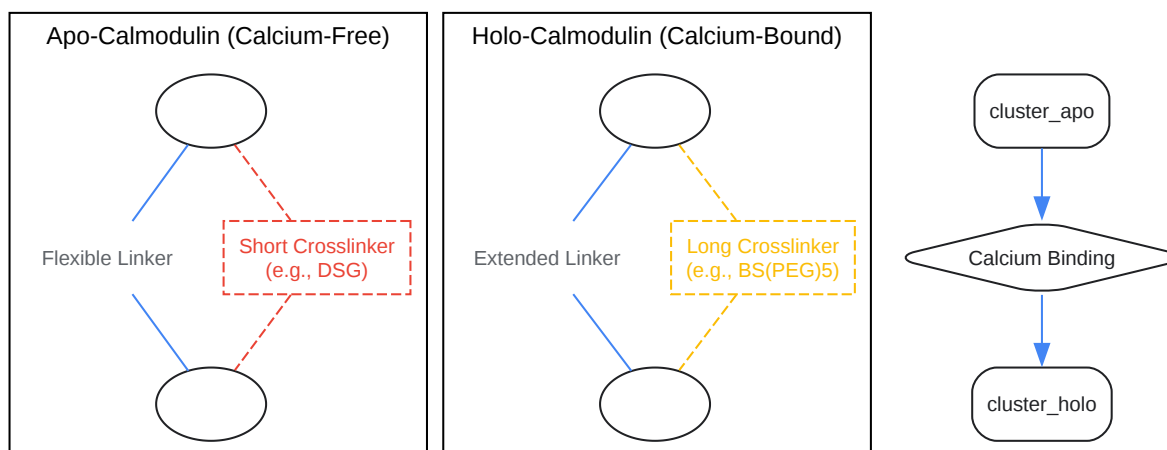 Apo-Calmodulin (Calcium-Free)
Flexible Linker
Short Crosslinker
(e.g., DSG)
Holo-Calmodulin (Calcium-Bound)
Extended Linker
Long Crosslinker
(e.g., BS(PEG)5)
cluster_apo
Calcium Binding
cluster_holo